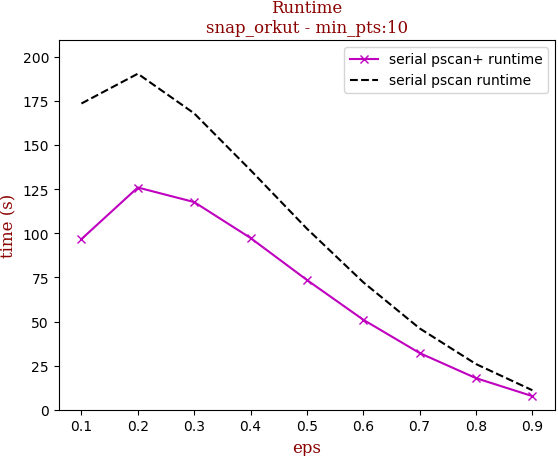 Runtime
snap_orkut - min_pts:10
serial pscan+ runtime
serial pscan runtime
time (s)
200
175
150
125
100
75
50
25
0
0.1 0.2 0.3 0.4 0.5 0.6 0.7 0.8 0.9
eps